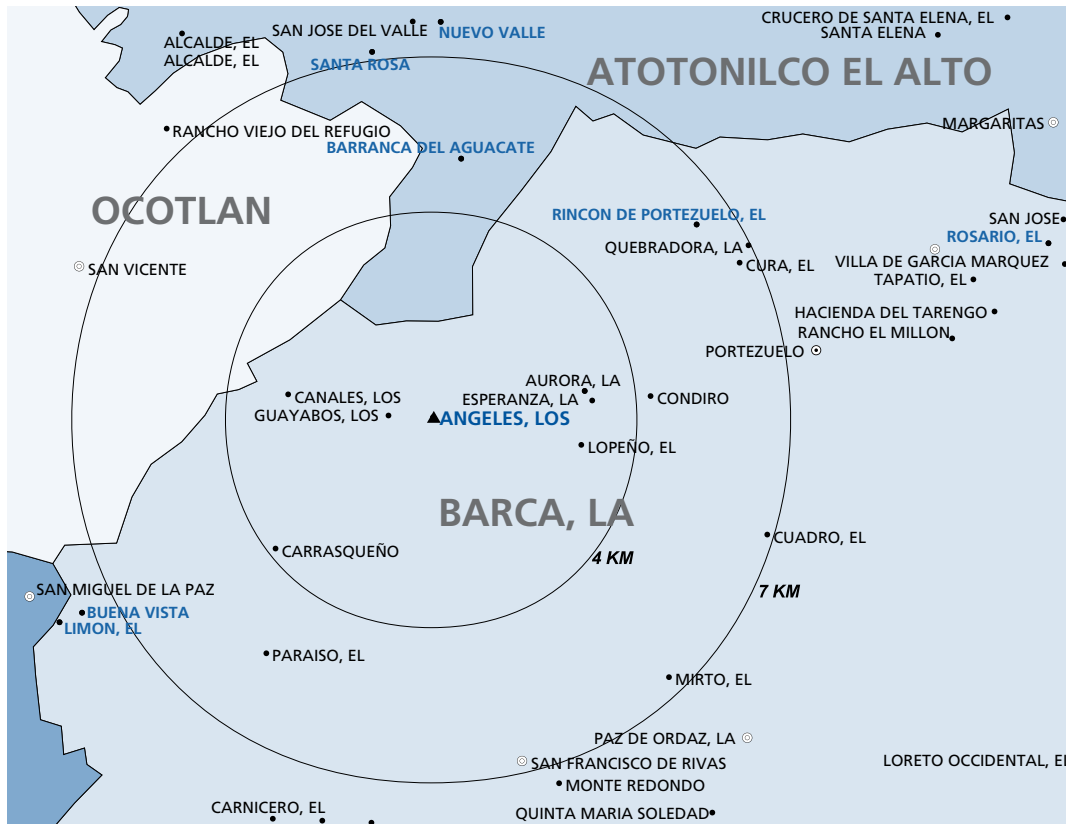 CRUCERO DE SANTA ELENA, EL
SAN JOSE DEL VALLE
NUEVO VALLE
SANTA ELENA
ALCALDE, EL
ALCALDE, EL
SANTA ROSA
ATOTONILCO EL ALTO
MARGARITAS
RANCHO VIEJO DEL REFUGIO
BARRANCA DEL AGUACATE
OCOTLAN
RINCON DE PORTEZUELO, EL
SAN JOSE
ROSARIO, EL
QUEBRADORA, LA
VILLA DE GARCIA MARQUEZ
CURA, EL
SAN VICENTE
TAPATIO, EL
HACIENDA DEL TARENGO
RANCHO EL MILLON
PORTEZUELO
AURORA, LA
CANALES, LOS
ESPERANZA, LA
CONDIRO
GUAYABOS, LOS
ANGELES, LOS
LOPEÑO, EL
BARCA, LA
CUADRO, EL
CARRASQUEÑO
4 KM
SAN MIGUEL DE LA PAZ
7 KM
BUENA VISTA
LIMON, EL
PARAISO, EL
MIRTO, EL
PAZ DE ORDAZ, LA
SAN FRANCISCO DE RIVAS
LORETO OCCIDENTAL, EL
MONTE REDONDO
CARNICERO, EL
QUINTA MARIA SOLEDAD